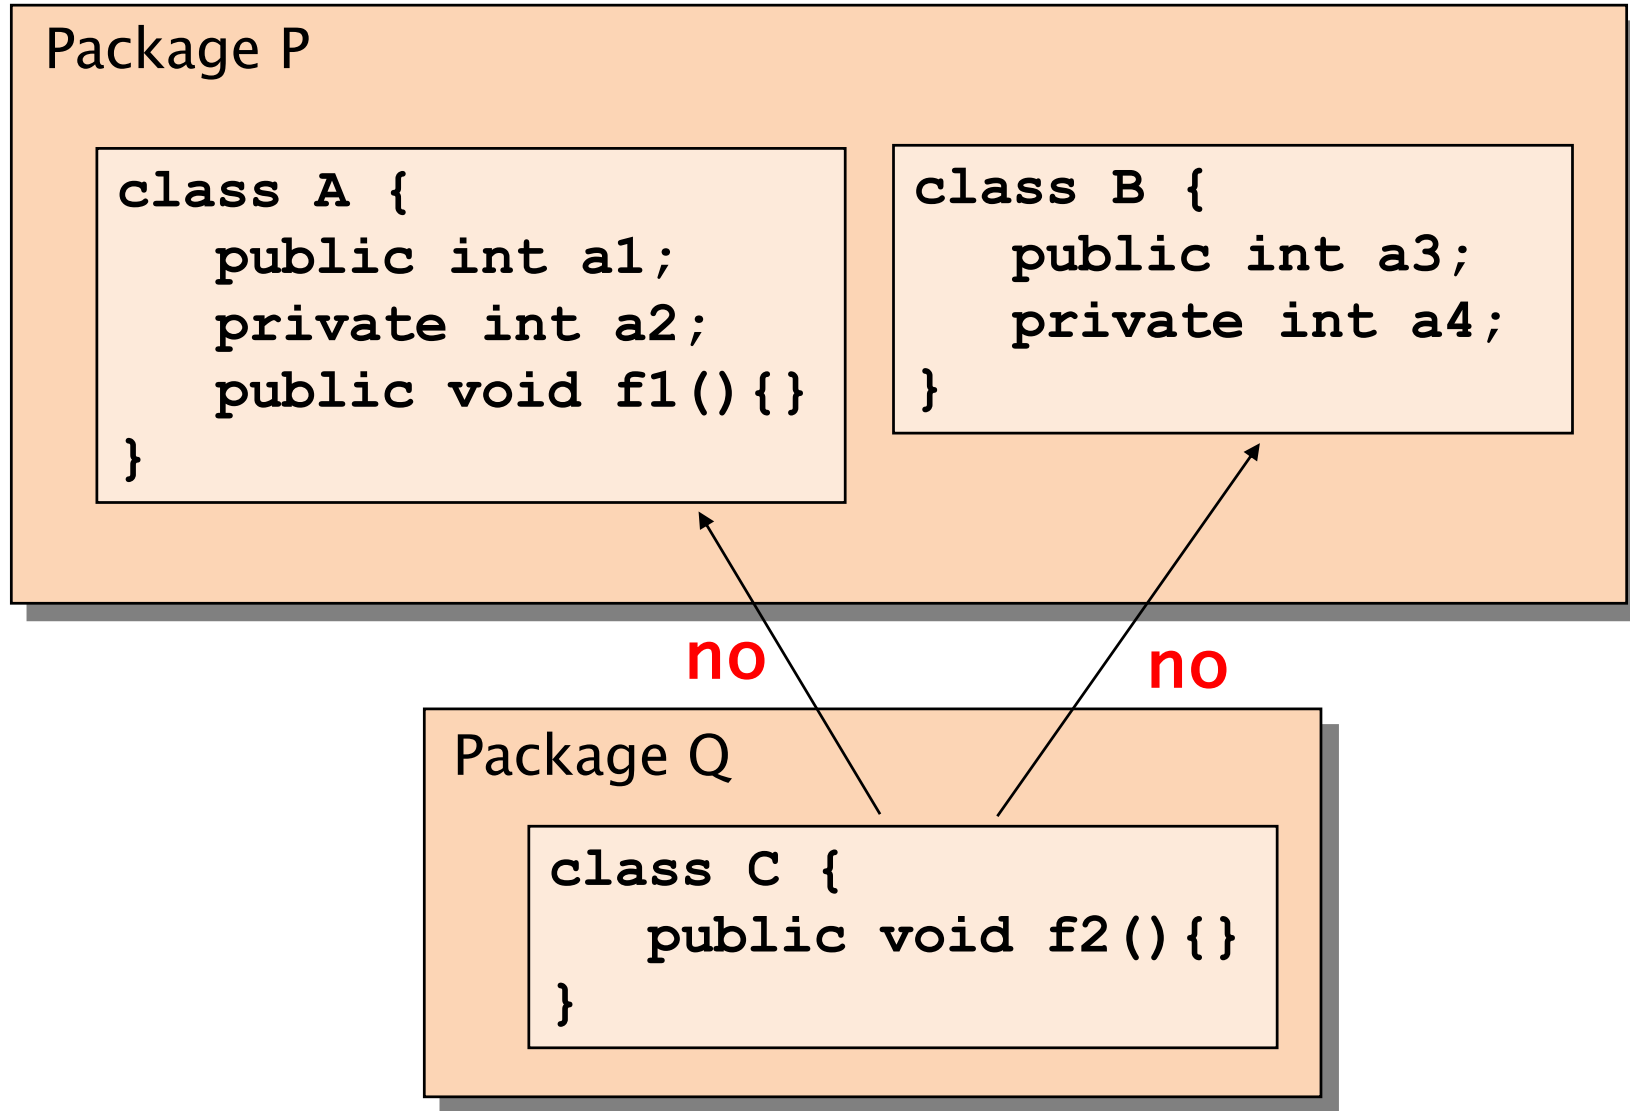 Package P
class A {
public int a1;
private int a2;
public void f1(){}
}
class B {
public int a3;
private int a4;
}
no
no
Package Q
class C {
public void f2(){}
}